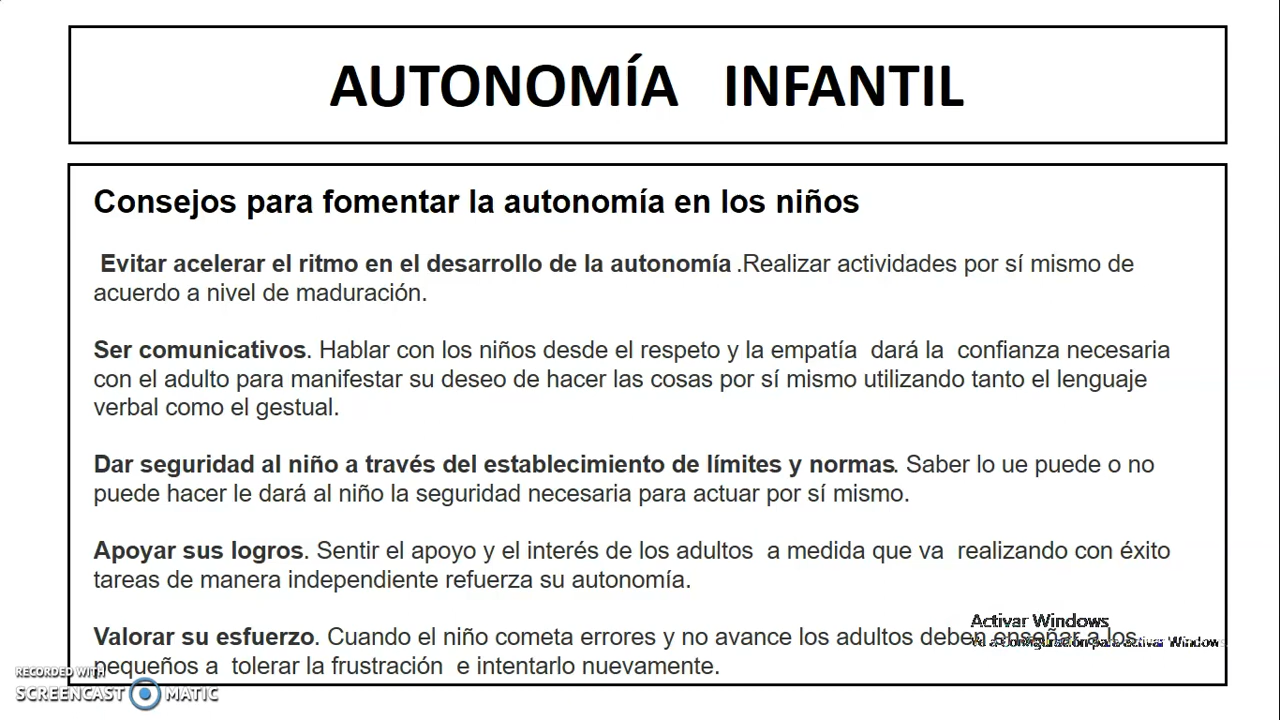 AUTONOMÍA INFANTIL
Consejos para fomentar la autonomía en los niños
Evitar acelerar el ritmo en el desarrollo de la autonomía .Realizar actividades por sí mismo de
acuerdo a nivel de maduración.
Ser comunicativos. Hablar con los niños desde el respeto y la empatía dará la confianza necesaria
con el adulto para manifestar su deseo de hacer las cosas por sí mismo utilizando tanto el lenguaje
verbal como el gestual.
Dar seguridad al niño a través del establecimiento de límites y normas. Saber lo ue puede o no
puede hacer le dará al niño la seguridad necesaria para actuar por sí mismo.
Apoyar sus logros. Sentir el apoyo y el interés de los adultos a medida que va realizando con éxito
tareas de manera independiente refuerza su autonomía.
Valorar su esfuerzo. Cuando el niño cometa errores y no avance los adultos deben enseñar a los
pequeños a tolerar la frustración e intentarlo nuevamente.
Activar Windows
Ve a Configuración para activar Windows
RECORDED WITH
SCREENCAST MATIC